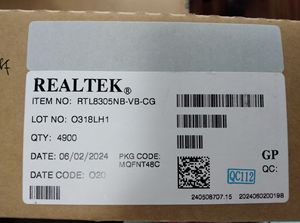 REALTEK®
ITEM NO: RTL8305NB-VB-CG
LOT NO: O318LH1
QTY: 4900
DATE: 06/02/2024 PKG CODE:
MQFNT48C
DATE CODE: O20
QC112
GP
QC:
240508707.15 2024060200198